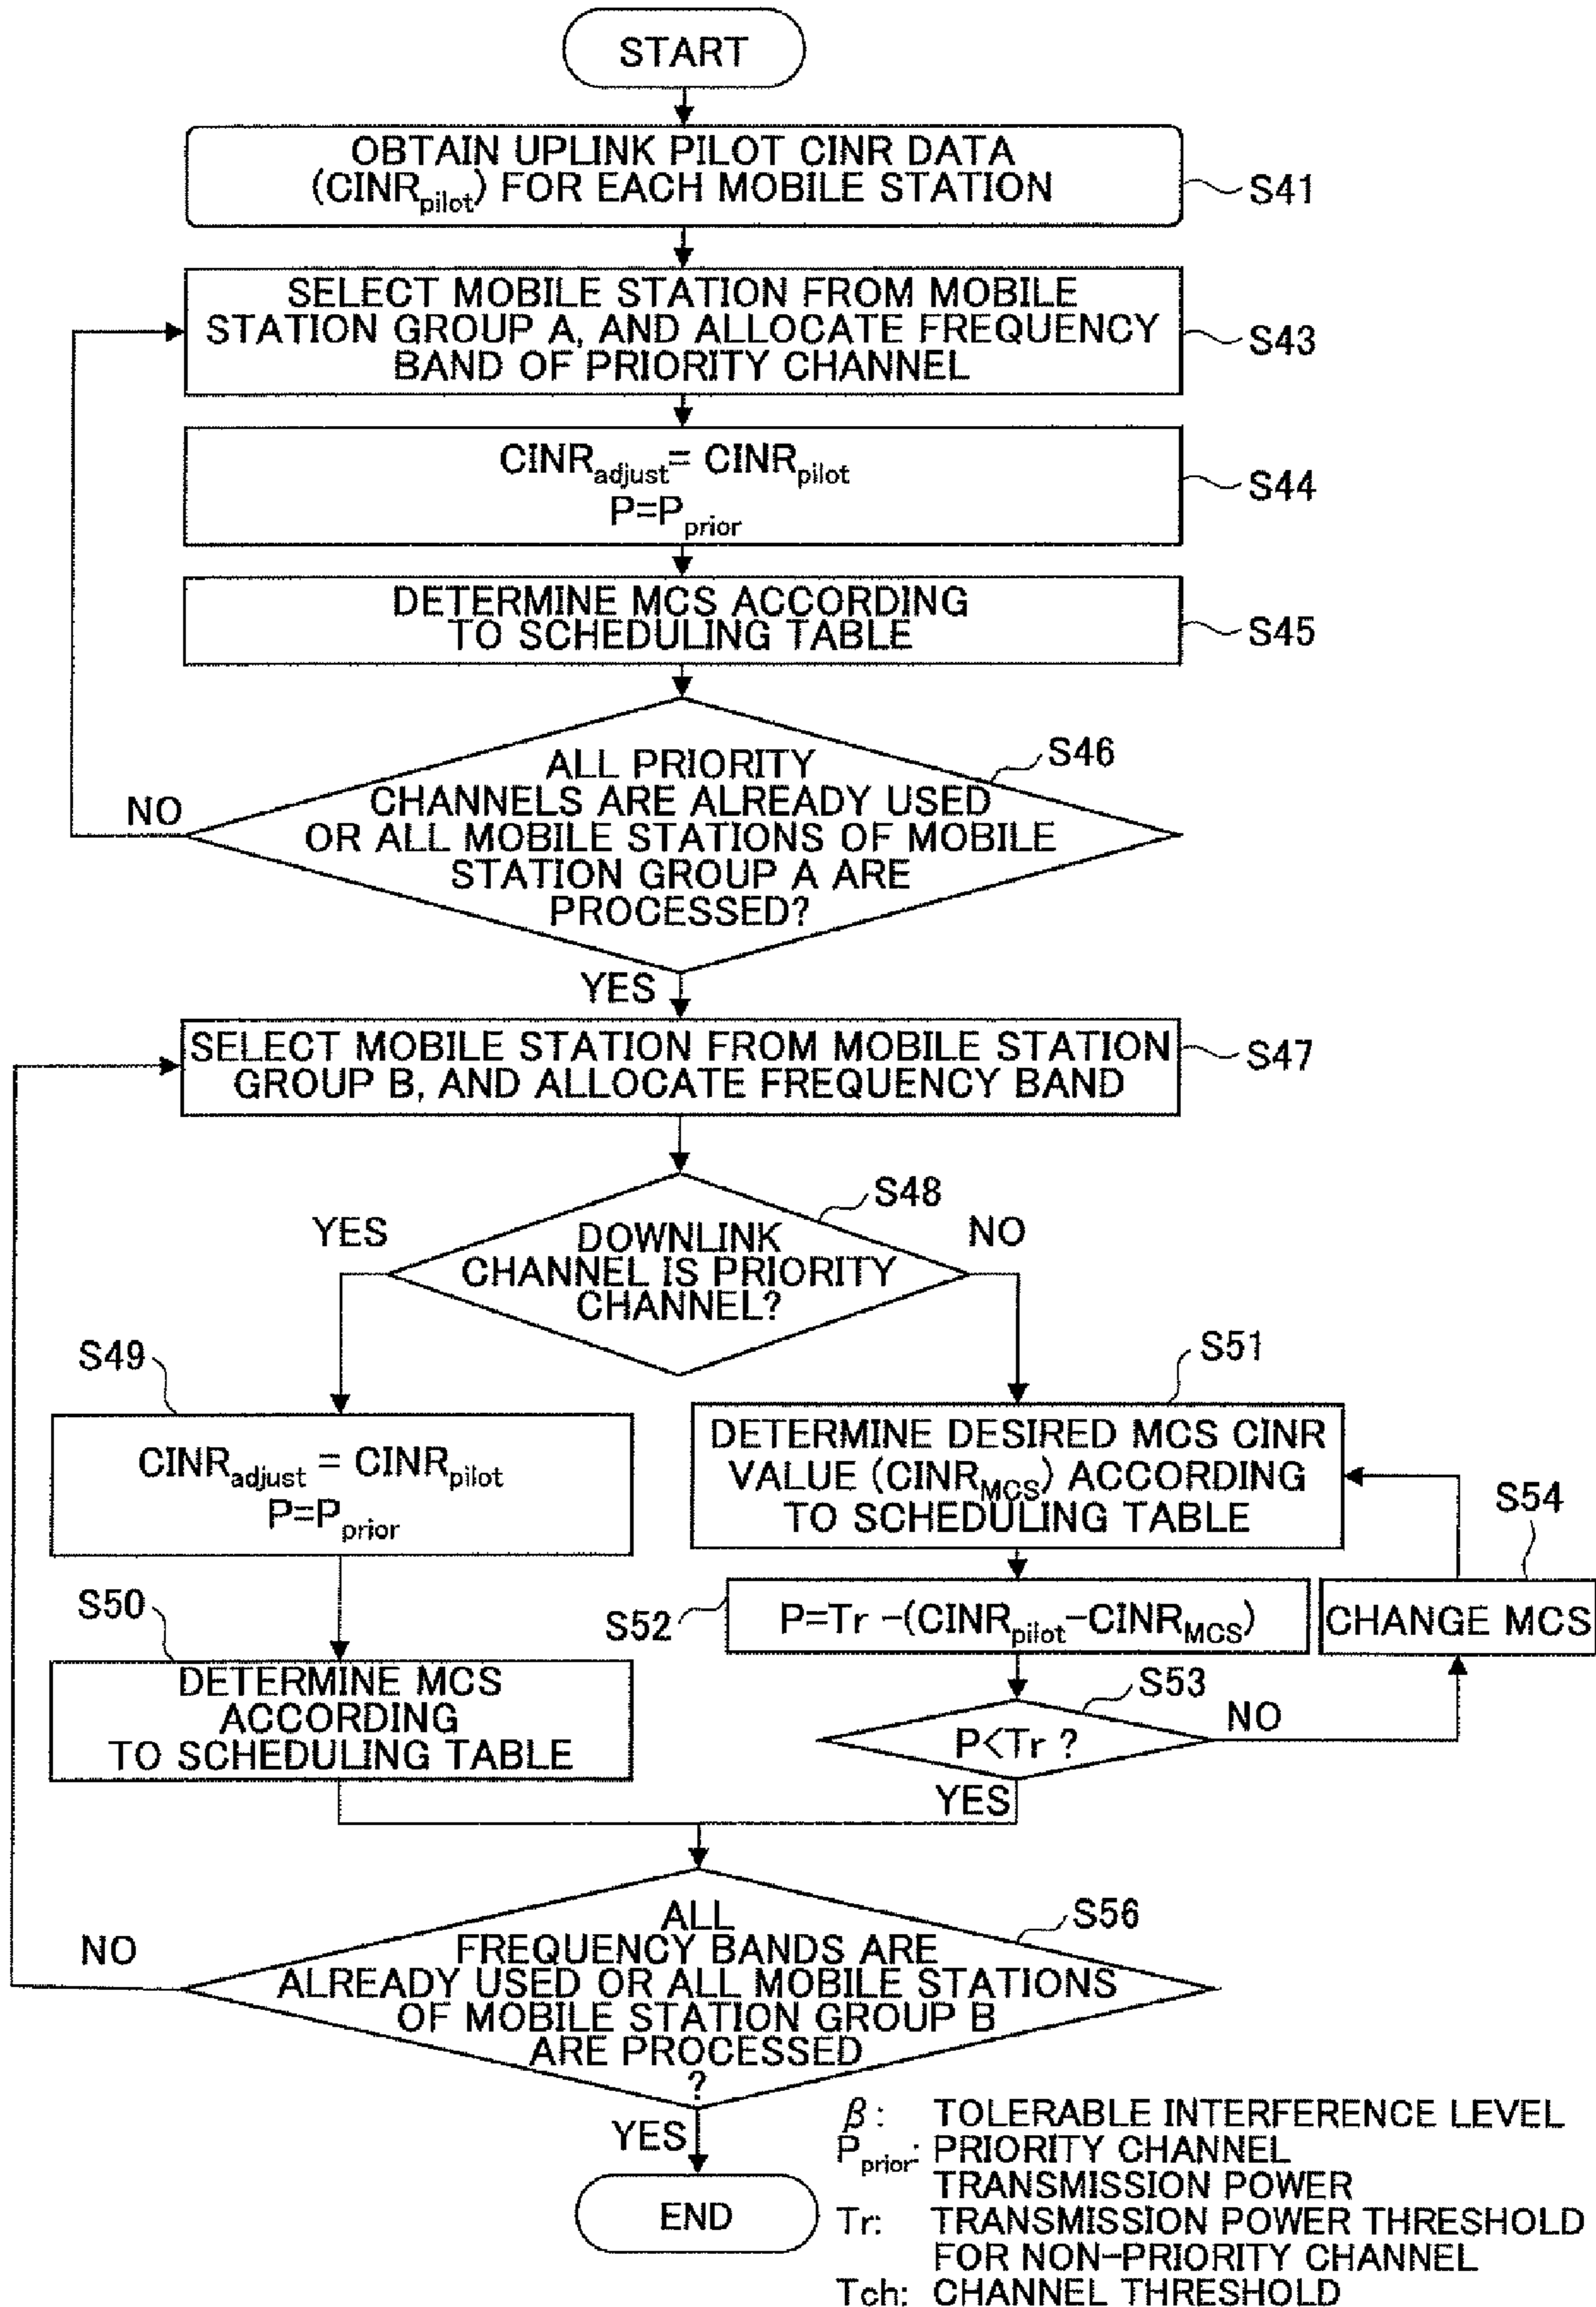 START
OBTAIN UPLINK PILOT CINR DATA
(CINRpilot) FOR EACH MOBILE STATION
S41
SELECT MOBILE STATION FROM MOBILE
STATION GROUP A, AND ALLOCATE FREQUENCY
BAND OF PRIORITY CHANNEL
S43
CINRadjust= CINRpilot
P=Pprior
S44
DETERMINE MCS ACCORDING
TO SCHEDULING TABLE
S45
ALL PRIORITY
CHANNELS ARE ALREADY USED
OR ALL MOBILE STATIONS OF MOBILE
STATION GROUP A ARE
PROCESSED?
S46
NO
YES
SELECT MOBILE STATION FROM MOBILE STATION
GROUP B, AND ALLOCATE FREQUENCY BAND
S47
DOWNLINK
CHANNEL IS PRIORITY
CHANNEL?
S48
YES
NO
S49
CINRadjust = CINRpilot
P=Pprior
S50
DETERMINE MCS
ACCORDING
TO SCHEDULING TABLE
S51
DETERMINE DESIRED MCS CINR
VALUE (CINRMCS) ACCORDING
TO SCHEDULING TABLE
S52
P=Tr -(CINRpilot-CINRMCS)
S53
P<Tr ?
NO
YES
S54
CHANGE MCS
ALL
FREQUENCY BANDS ARE
ALREADY USED OR ALL MOBILE STATIONS
OF MOBILE STATION GROUP B
ARE PROCESSED
?
S56
NO
YES
END
β: TOLERABLE INTERFERENCE LEVEL
Pprior: PRIORITY CHANNEL
TRANSMISSION POWER
Tr: TRANSMISSION POWER THRESHOLD
FOR NON-PRIORITY CHANNEL
Tch: CHANNEL THRESHOLD